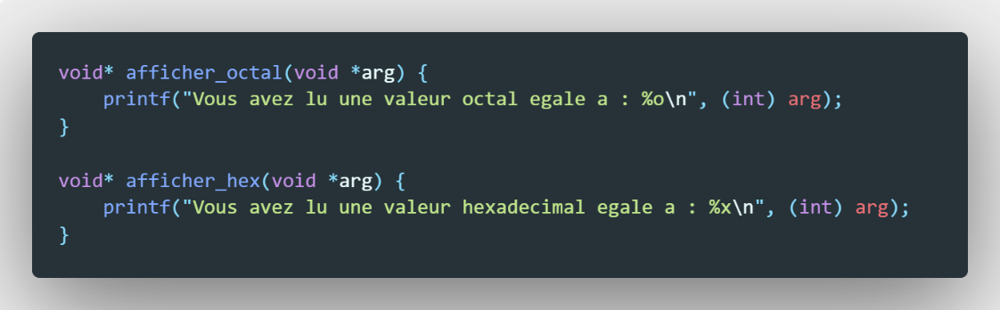 void* afficher_octal(void *arg) {
    printf("Vous avez lu une valeur octal egale a : %o\n", (int) arg);
}

void* afficher_hex(void *arg) {
    printf("Vous avez lu une valeur hexadecimal egale a : %x\n", (int) arg);
}